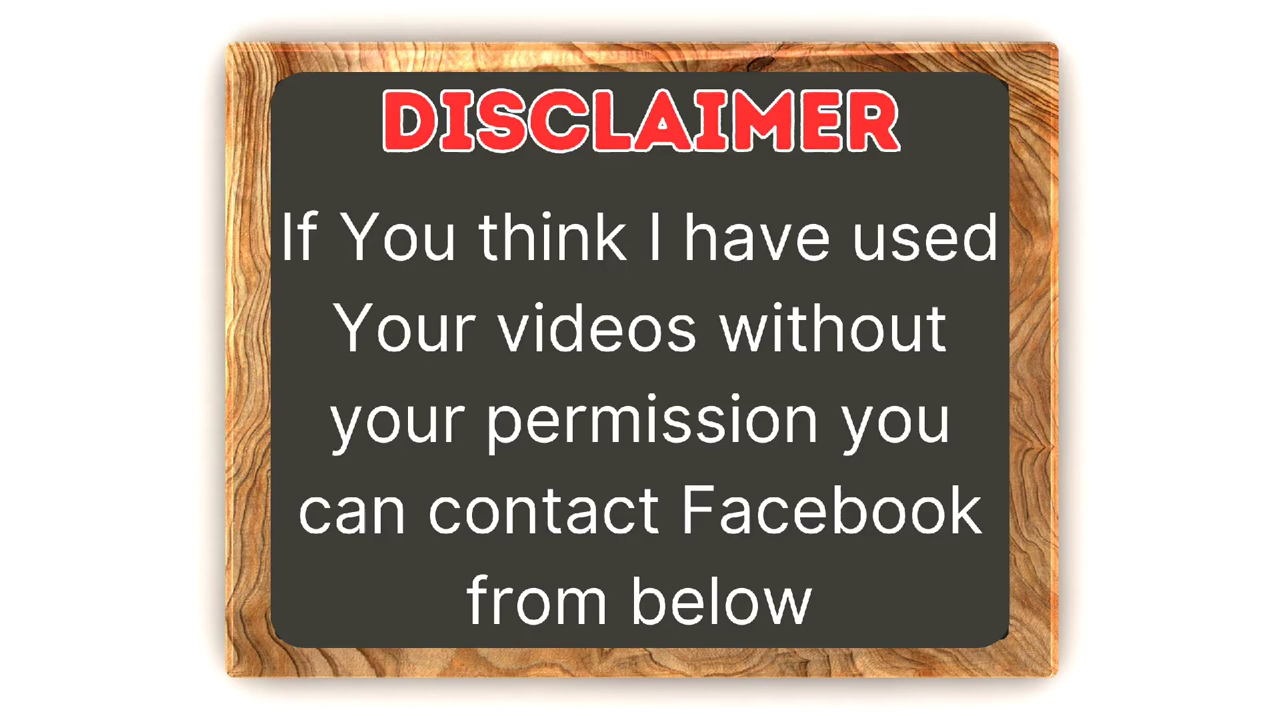 DISCLAIMER
If You think I have used
Your videos without
your permission you
can contact Facebook
from below